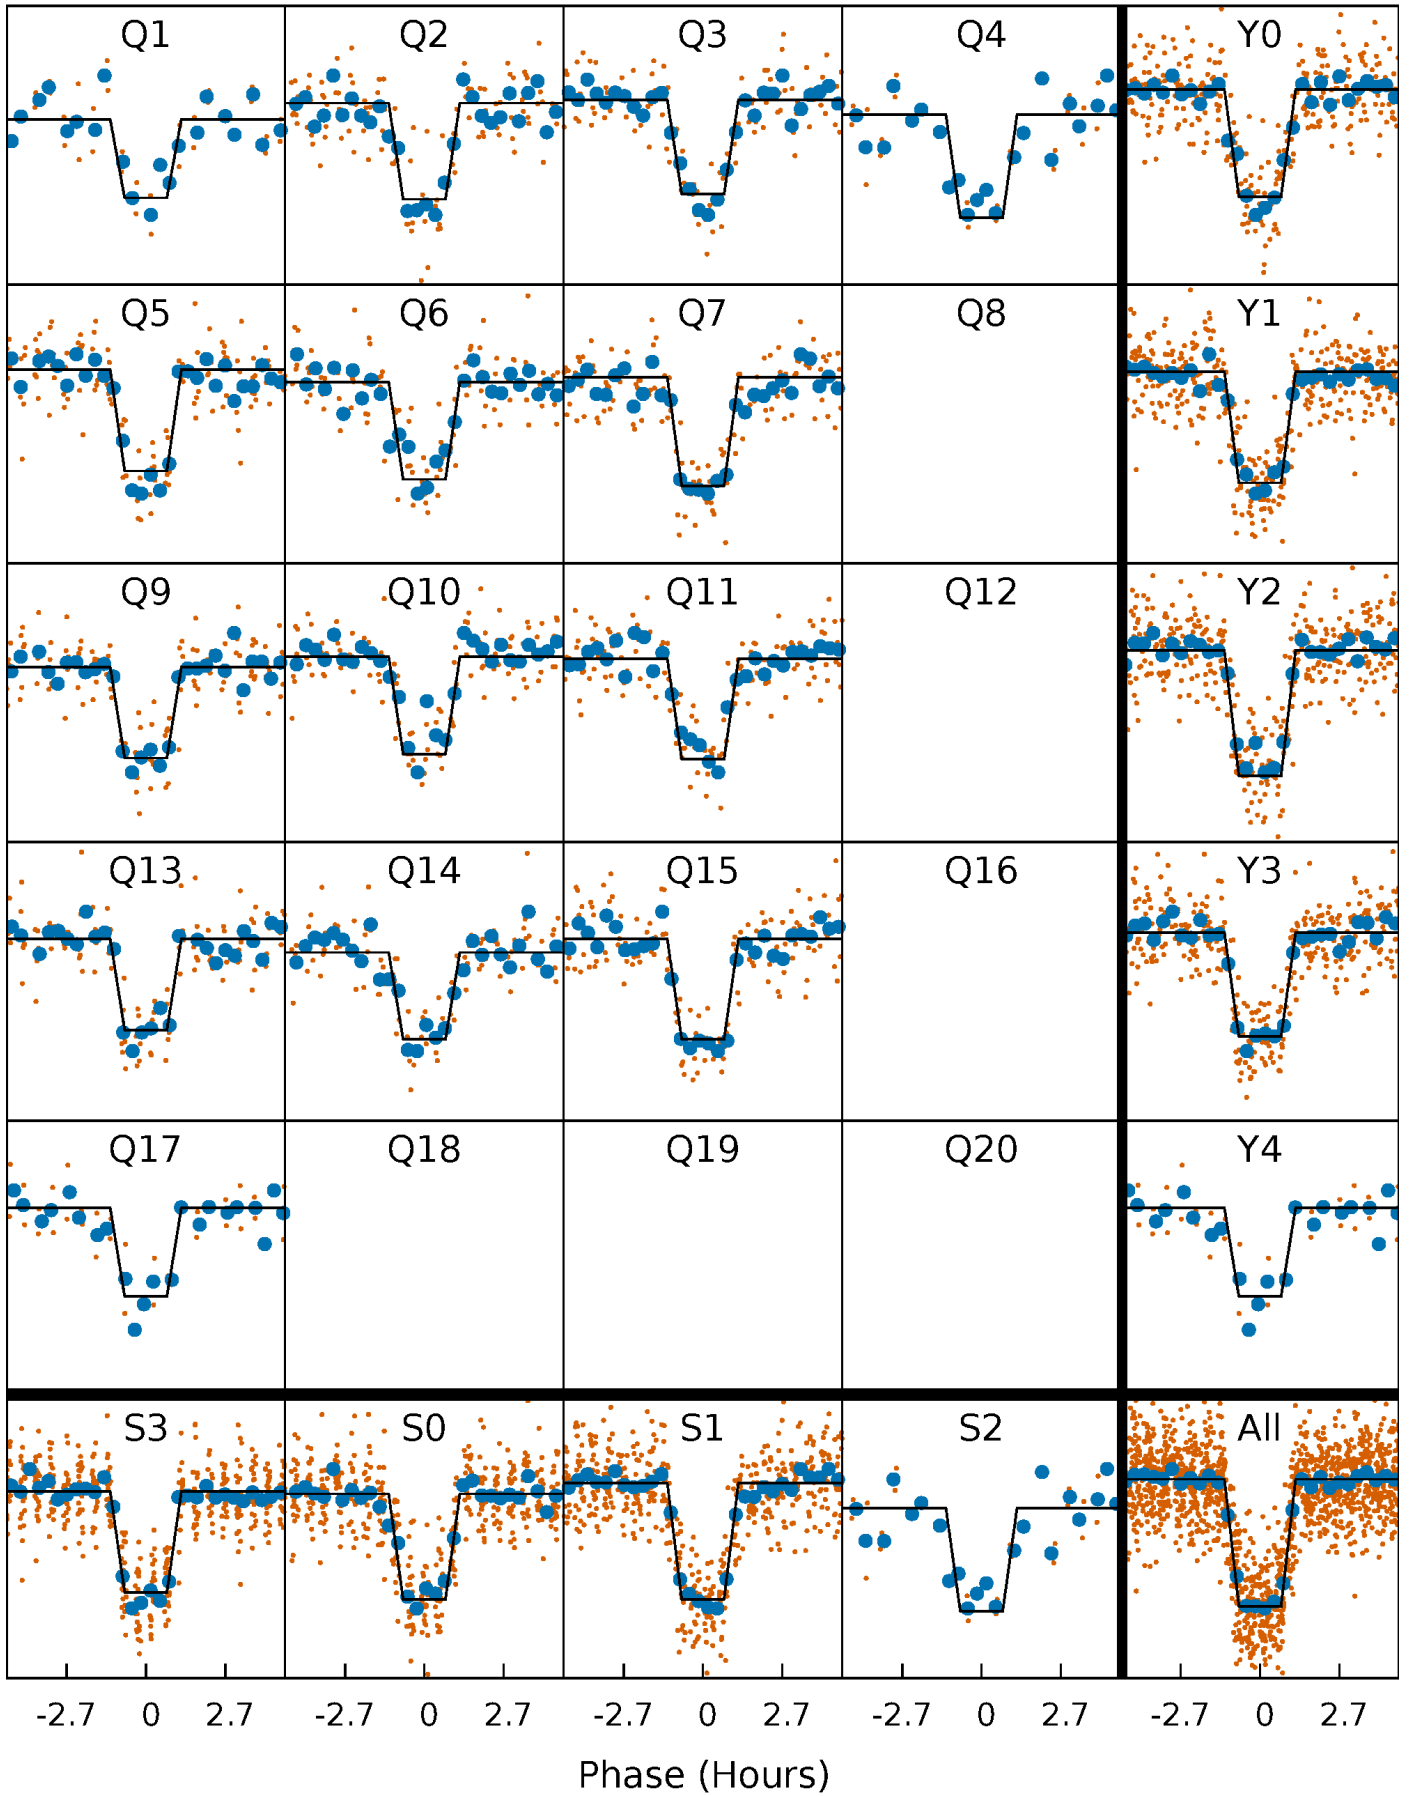 Q1 Q2 Q3 Q4 Y0
Q5 Q6 Q7 Q8 Y1
Q9 Q10 Q11 Q12 Y2
Q13 Q14 Q15 Q16 Y3
Q17 Q18 Q19 Q20 Y4
S3 S0 S1 S2 All
-2.7 0 2.7 -2.7 0 2.7 -2.7 0 2.7 -2.7 0 2.7 -2.7 0 2.7
Phase (Hours)